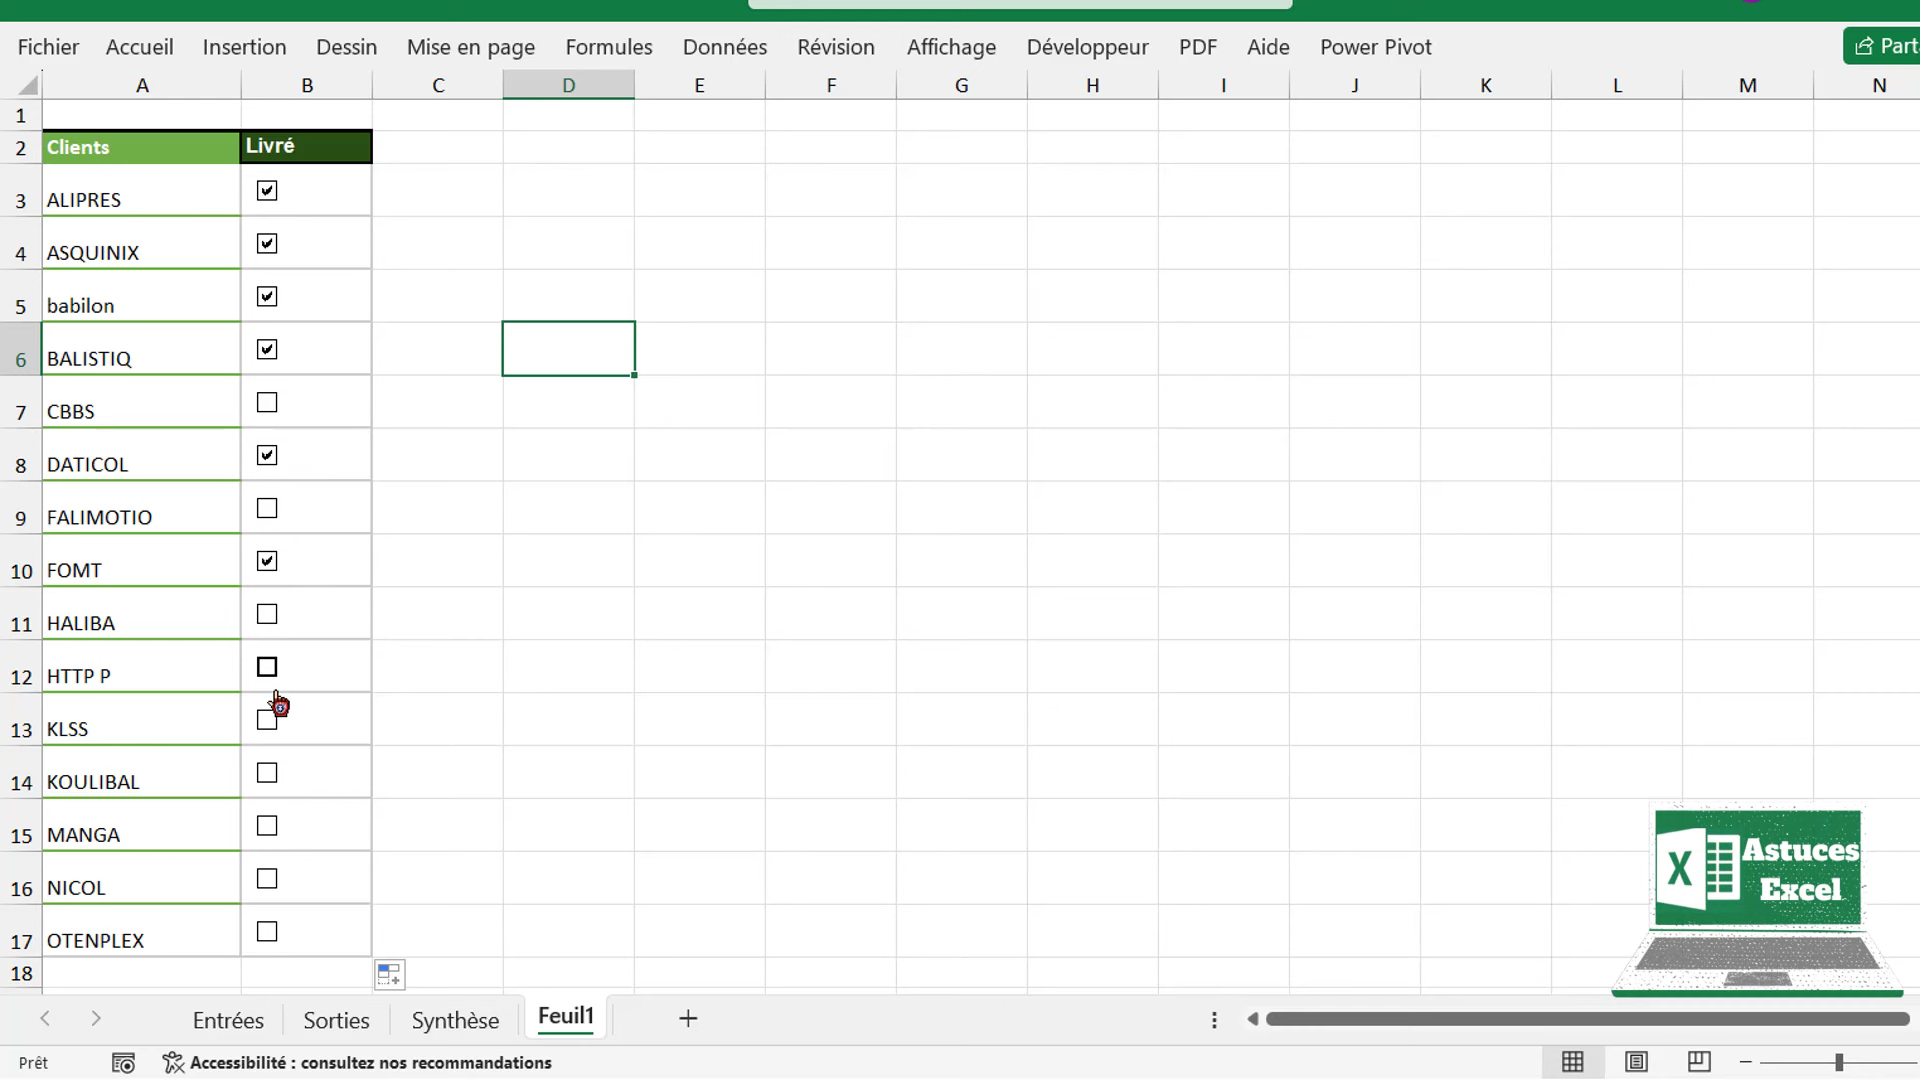 Fichier Accueil Insertion Dessin Mise en page Formules Données Révision Affichage Développeur PDF Aide Power Pivot Part
A B C D E F G H I J K L M N
1
2 Clients Livré
3 ALIPRES
4 ASQUINIX
5 babilon
6 BALISTIQ
7 CBBS
8 DATICOL
9 FALIMOTIO
10 FOMT
11 HALIBA
12 HTTP P
13 KLSS
14 KOULIBAL
15 MANGA
16 NICOL
17 OTENPLEX
18
X Astuces
Excel
Entrées Sorties Synthèse Feuil1
Prêt Accessibilité : consultez nos recommandations